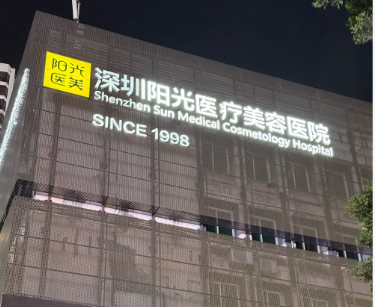 阳光
医美
深圳阳光医疗美容医院
Shenzhen Sun Medical Cosmetology Hospital
SINCE 1998